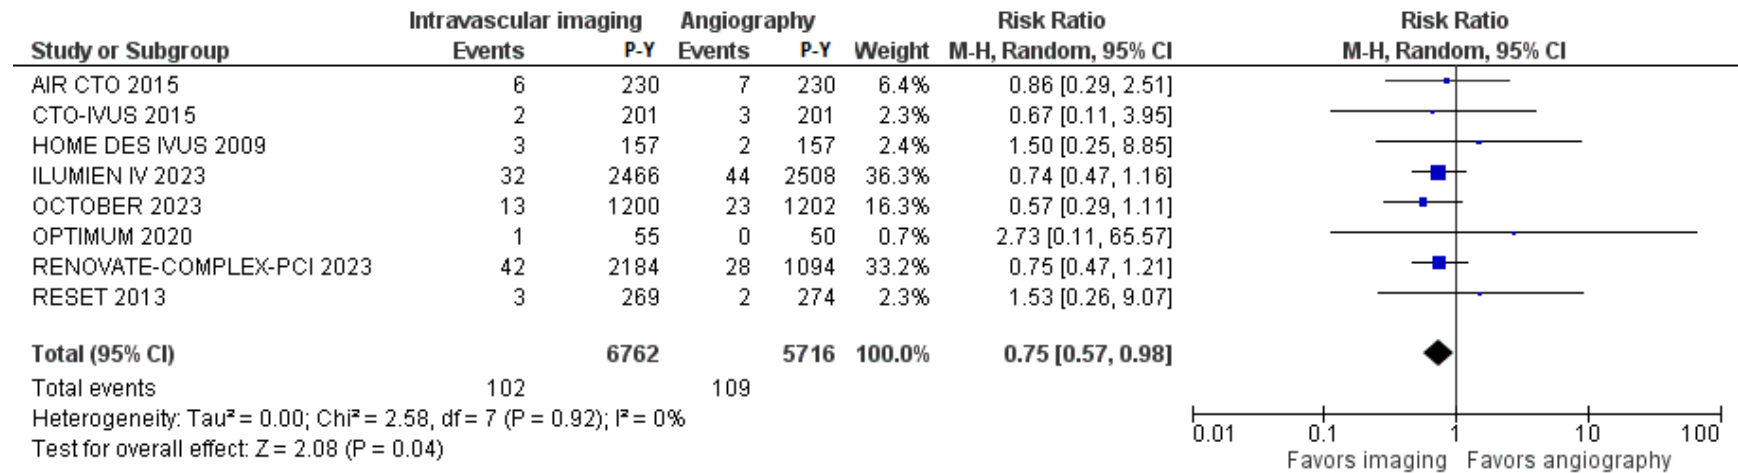 Intravascular imaging Angiography Risk Ratio Risk Ratio
Study or Subgroup Events P-Y Events P-Y Weight M-H, Random, 95% CI M-H, Random, 95% CI
AIR CTO 2015 6 230 7 230 6.4% 0.86 [0.29, 2.51]
CTO-IVUS 2015 2 201 3 201 2.3% 0.67 [0.11, 3.95]
HOME DES IVUS 2009 3 157 2 157 2.4% 1.50 [0.25, 8.85]
ILUMIEN IV 2023 32 2466 44 2508 36.3% 0.74 [0.47, 1.16]
OCTOBER 2023 13 1200 23 1202 16.3% 0.57 [0.29, 1.11]
OPTIMUM 2020 1 55 0 50 0.7% 2.73 [0.11, 65.57]
RENOVATE-COMPLEX-PCI 2023 42 2184 28 1094 33.2% 0.75 [0.47, 1.21]
RESET 2013 3 269 2 274 2.3% 1.53 [0.26, 9.07]
Total (95% CI) 6762 5716 100.0% 0.75 [0.57, 0.98]
Total events 102 109
Heterogeneity: Tau² = 0.00; Chi² = 2.58, df = 7 (P = 0.92); I² = 0%
Test for overall effect: Z = 2.08 (P = 0.04)
0.01 0.1 1 10 100
Favors imaging Favors angiography